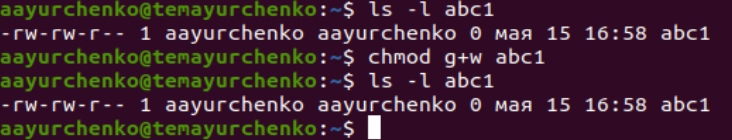 aayurchenko@temayurchenko:~$ ls -l abc1
-rw-rw-r-- 1 aayurchenko aayurchenko 0 мая 15 16:58 abc1
aayurchenko@temayurchenko:~$ chmod g+w abc1
aayurchenko@temayurchenko:~$ ls -l abc1
-rw-rw-r-- 1 aayurchenko aayurchenko 0 мая 15 16:58 abc1
aayurchenko@temayurchenko:~$